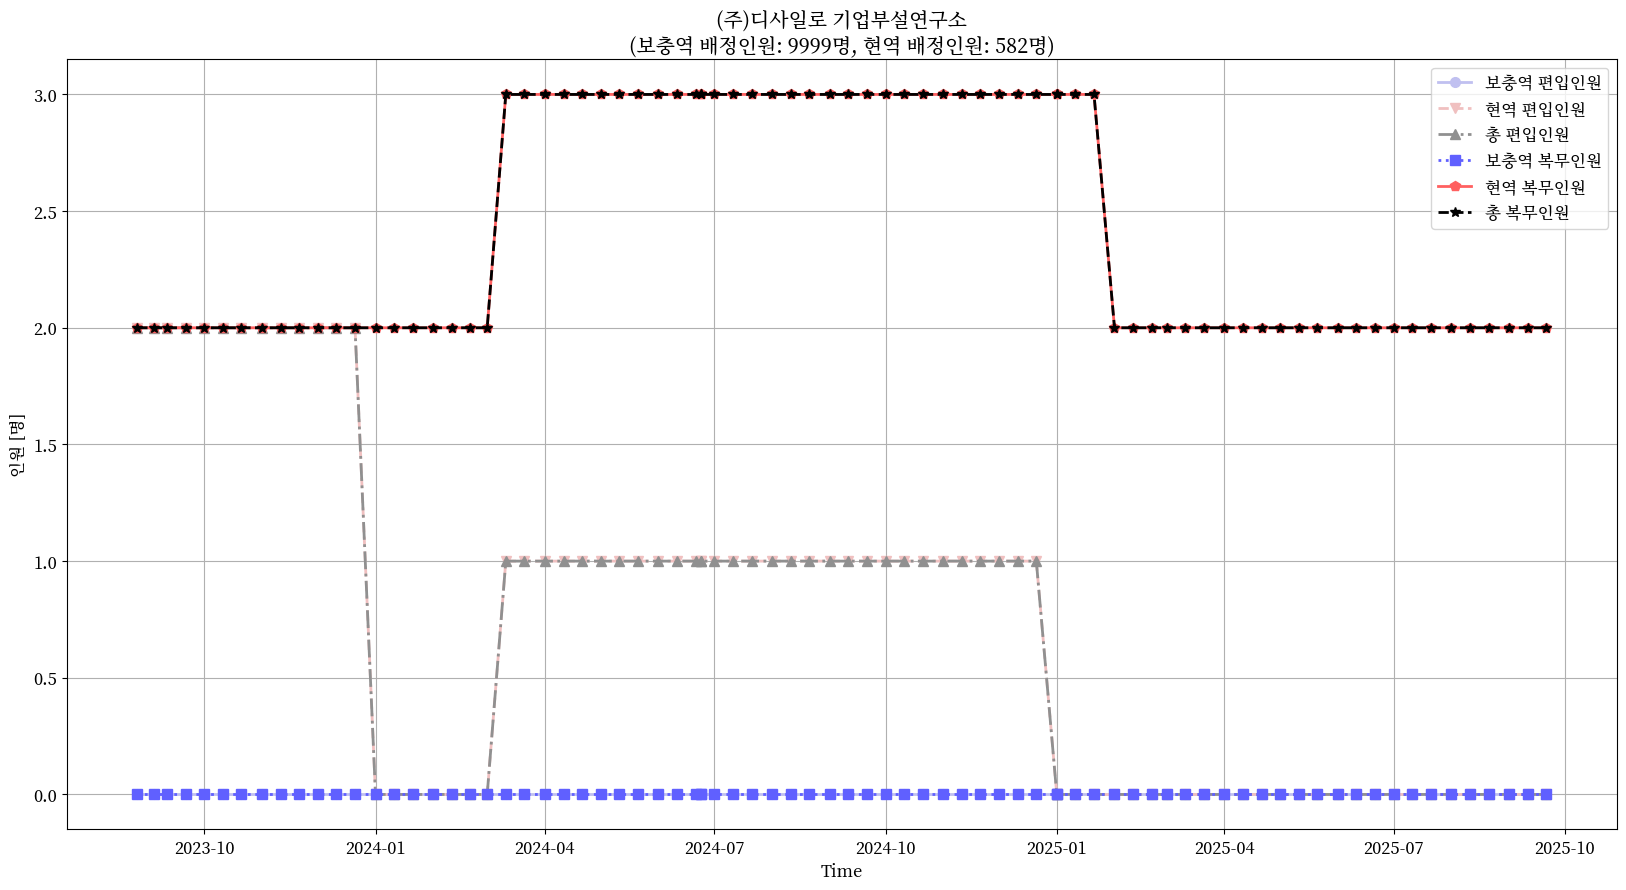 (주)디사일로 기업부설연구소
(보충역 배정인원: 9999명, 현역 배정인원: 582명)
보충역 편입인원
현역 편입인원
총 편입인원
보충역 복무인원
현역 복무인원
총 복무인원
3.0
2.5
2.0
1.5
1.0
0.5
0.0
인원 [명]
2023-10
2024-01
2024-04
2024-07
2024-10
2025-01
2025-04
2025-07
2025-10
Time